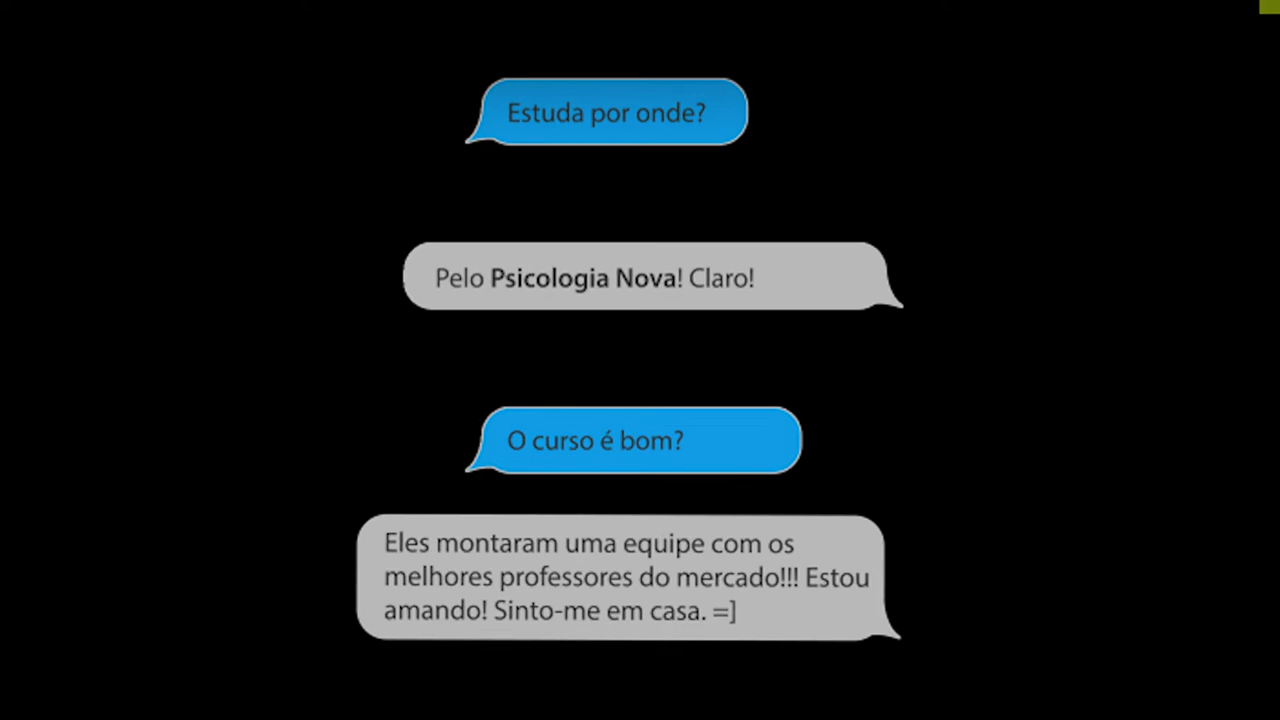 Estuda por onde?
Pelo Psicologia Nova! Claro!
O curso é bom?
Eles montaram uma equipe com os
melhores professores do mercado!!! Estou
amando! Sinto-me em casa. =]